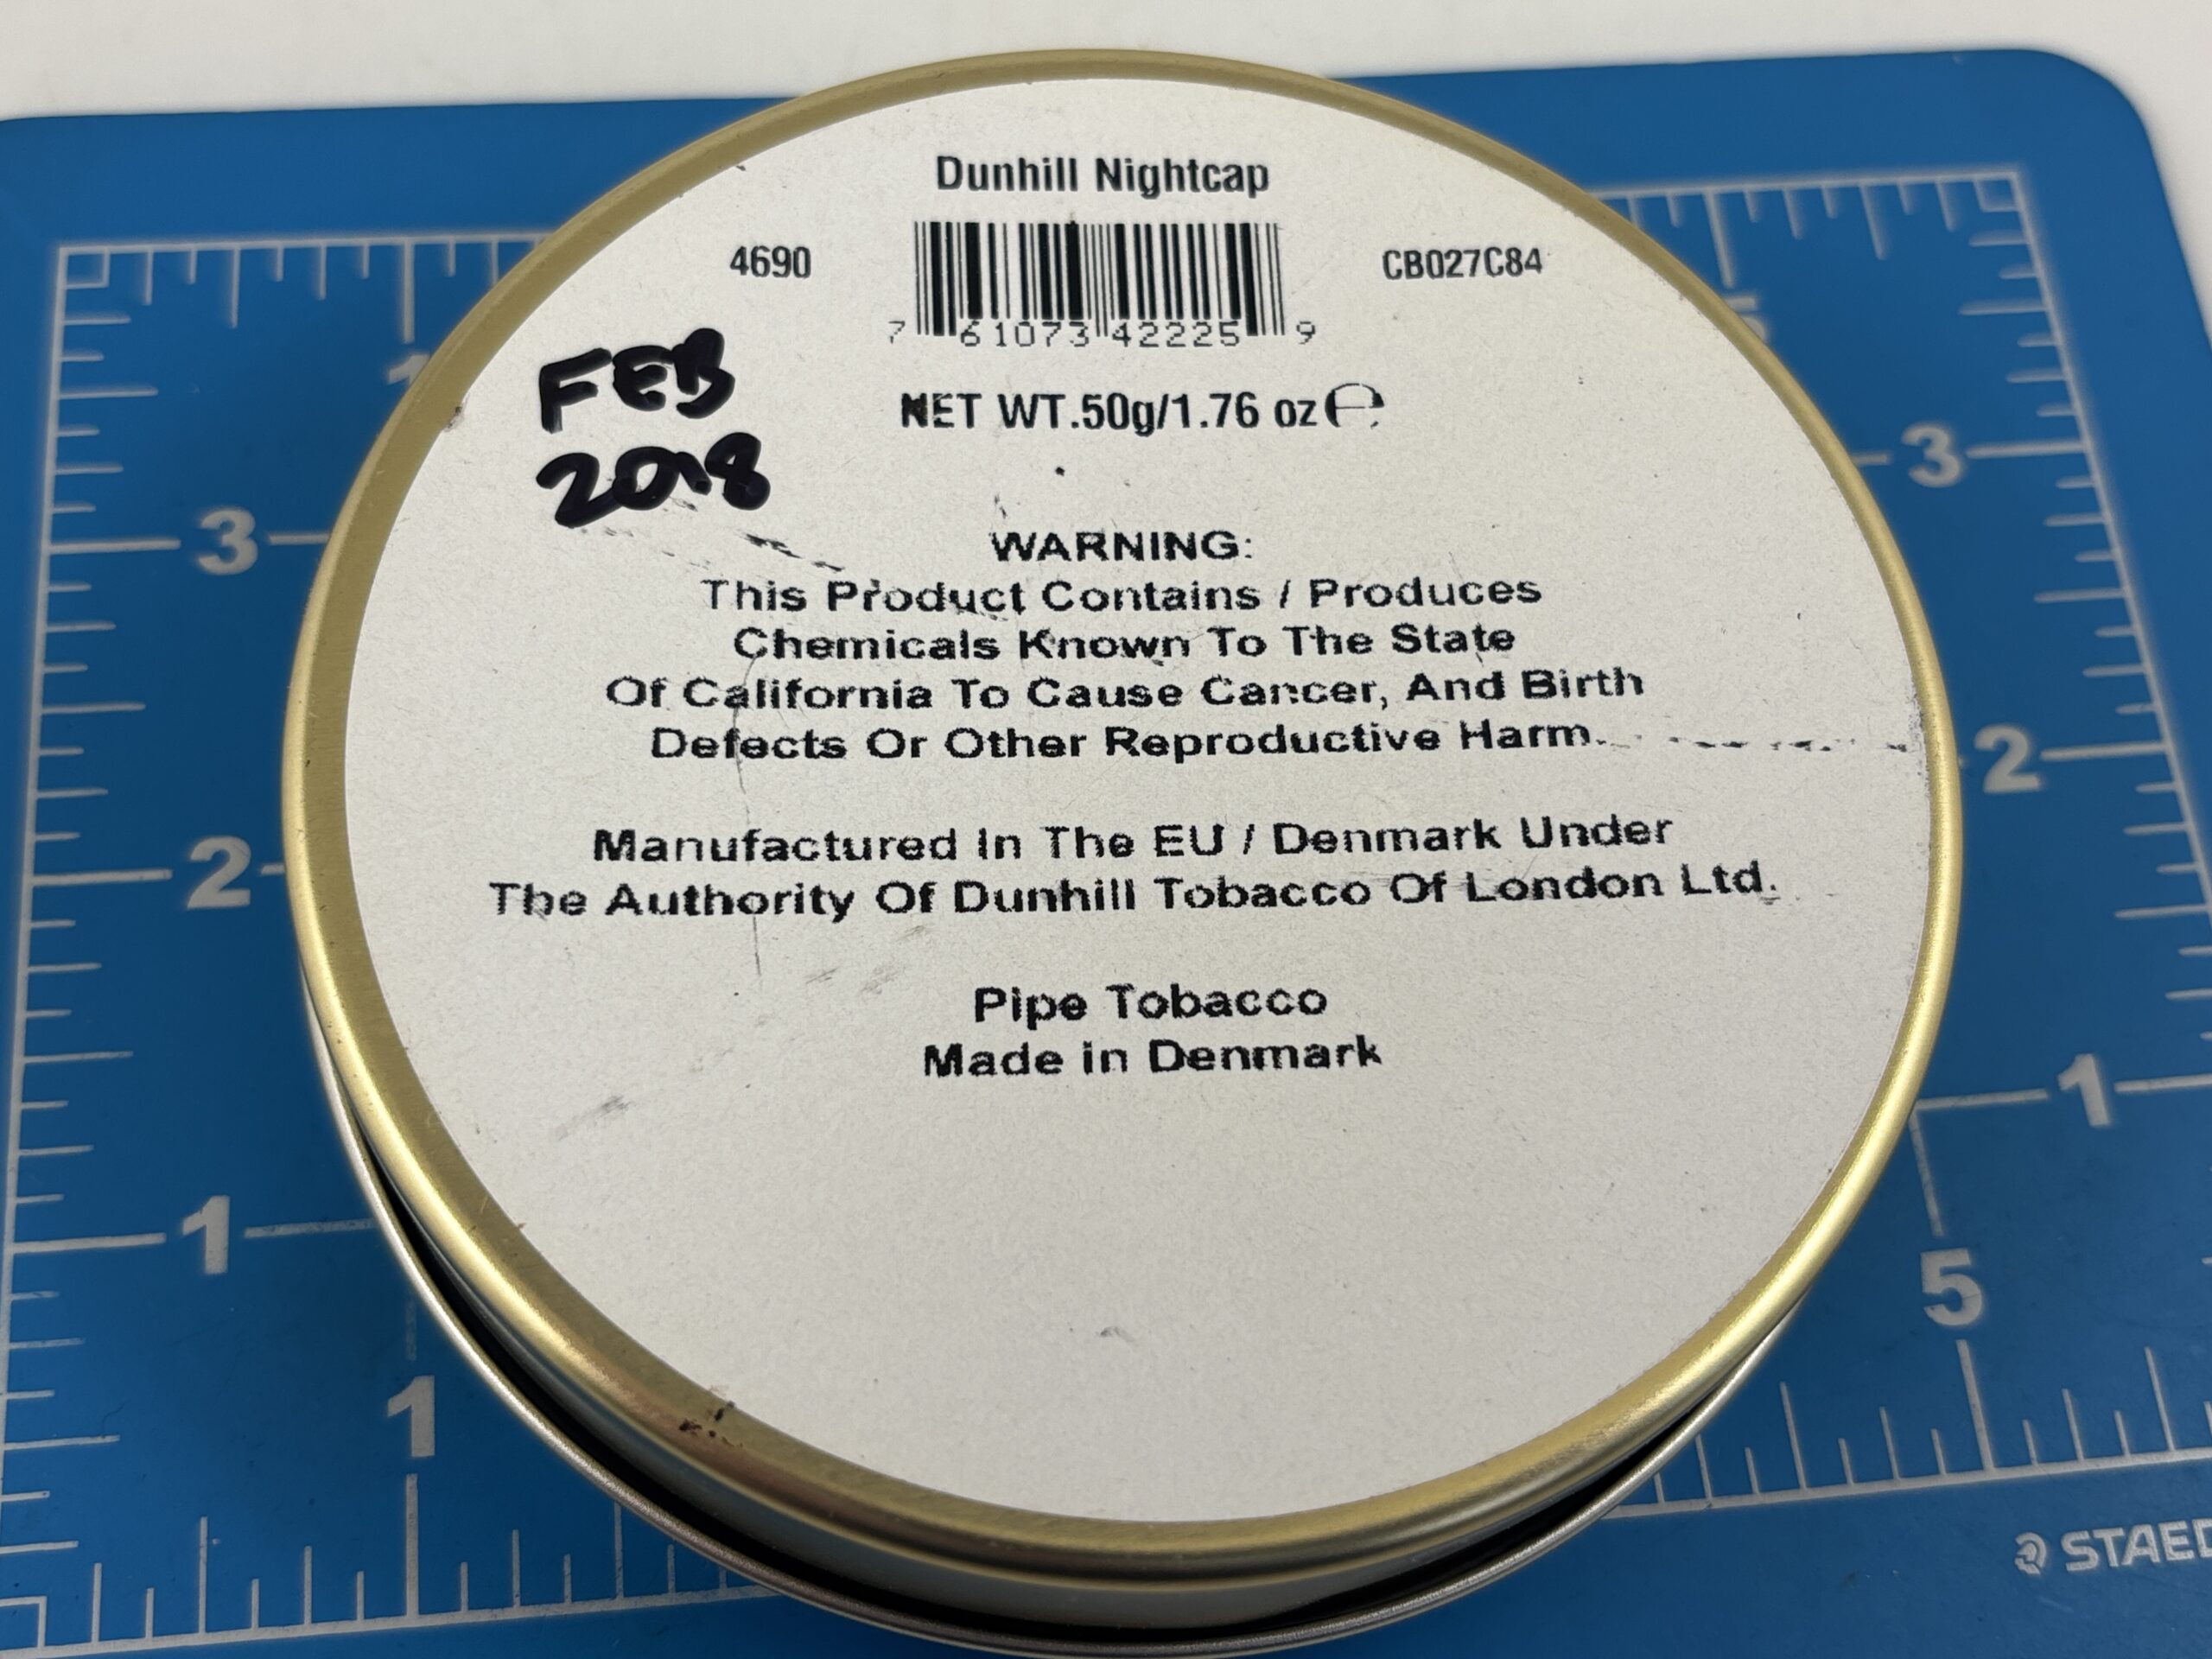 Dunhill Nightcap
4690
CB027C84
7 61073 42225 9
FEB
2018
NET WT.50g/1.76 oz ℮
WARNING:
This Product Contains / Produces
Chemicals Known To The State
Of California To Cause Cancer, And Birth
Defects Or Other Reproductive Harm.
Manufactured In The EU / Denmark Under
The Authority Of Dunhill Tobacco Of London Ltd.
Pipe Tobacco
Made in Denmark
3
2
1
1
3
2
1
5